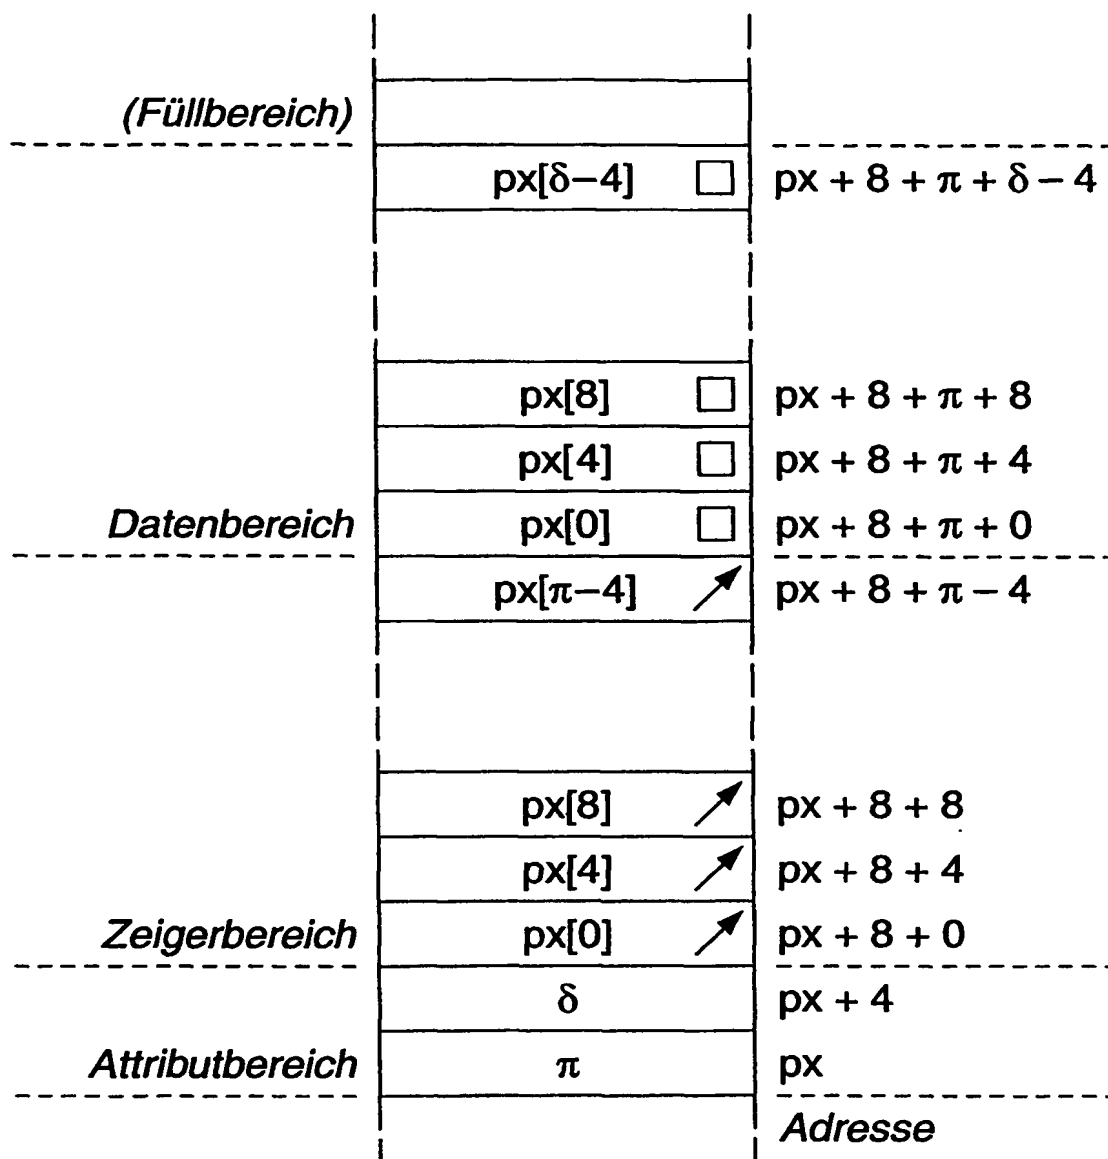 (Füllbereich)
px[δ−4] px + 8 + π + δ − 4
px[8] px + 8 + π + 8
px[4] px + 8 + π + 4
Datenbereich px[0] px + 8 + π + 0
px[π−4] px + 8 + π − 4
px[8] px + 8 + 8
px[4] px + 8 + 4
Zeigerbereich px[0] px + 8 + 0
δ px + 4
Attributbereich π px
Adresse